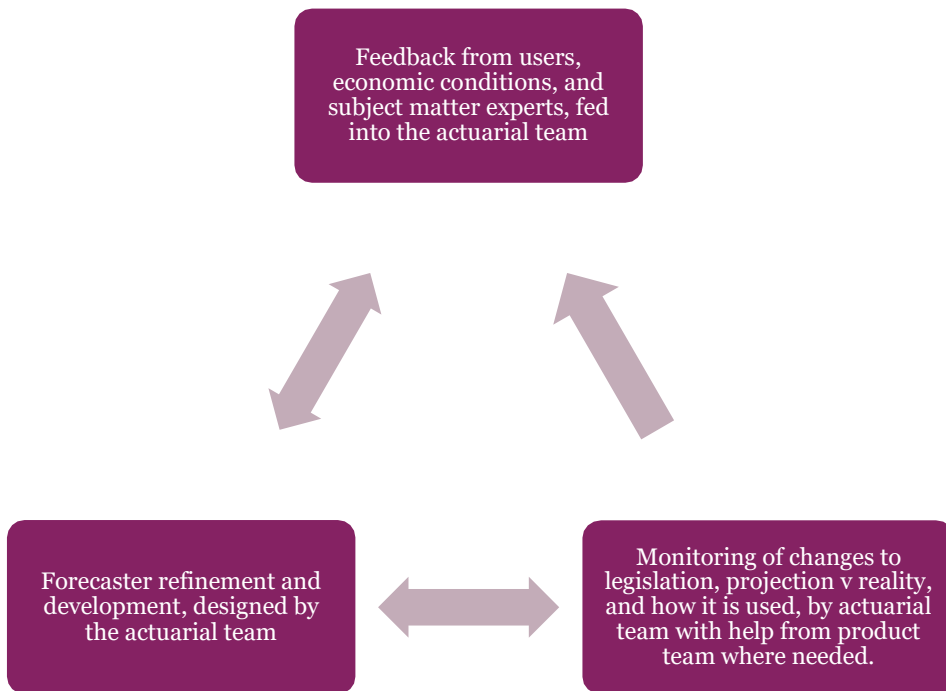 Feedback from users,
economic conditions, and
subject matter experts, fed
into the actuarial team
Forecaster refinement and
development, designed by
the actuarial team
Monitoring of changes to
legislation, projection v reality,
and how it is used, by actuarial
team with help from product
team where needed.